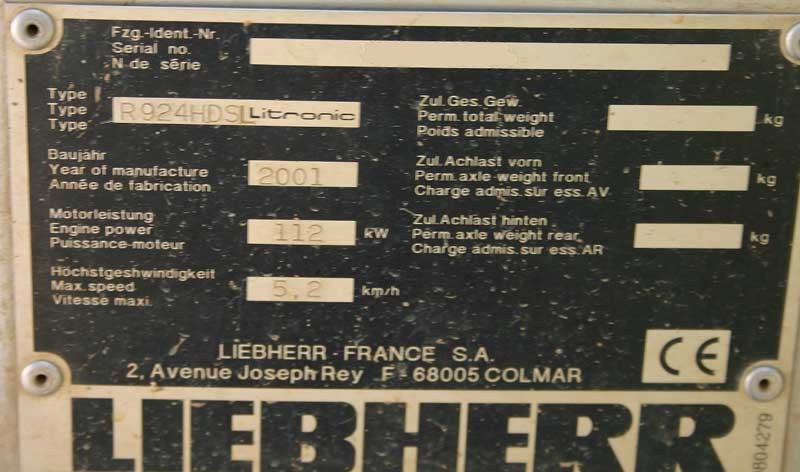 Fzg.-Ident.-Nr.
Serial no.
N de série
Type
Type
Type
R924HDSL Litronic
Zul. Ges. Gew.
Perm. total weight
Poids admissible
kg
Baujahr
Year of manufacture
Année de fabrication
2001
Zul. Achlast vorn
Perm. axle weight front
Charge admis. sur ess. AV
kg
Motorleistung
Engine power
Puissance-moteur
112 kW
Zul. Achlast hinten
Perm. axle weight rear
Charge admis. sur ess. AR
kg
Höchstgeshwindigkeit
Max. speed
Vitesse maxi.
5,2 km/h
LIEBHERR - FRANCE S.A.
2, Avenue Joseph Rey F - 68005 COLMAR
CE
LIEBHERR
804279